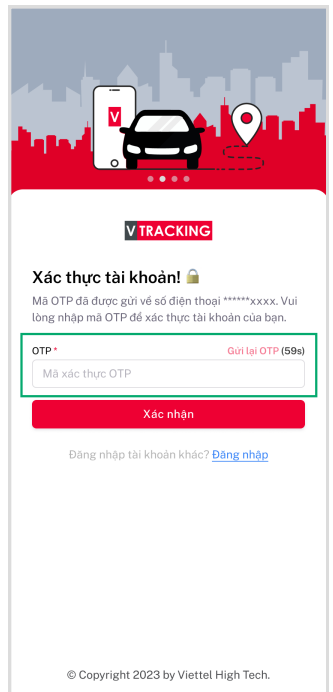 V
V TRACKING
Xác thực tài khoản! 🔒
Mã OTP đã được gửi về số điện thoại ******xxxx. Vui
lòng nhập mã OTP để xác thực tài khoản của bạn.
OTP * Gửi lại OTP (59s)
Mã xác thực OTP
Xác nhận
Đăng nhập tài khoản khác? Đăng nhập
© Copyright 2023 by Viettel High Tech.